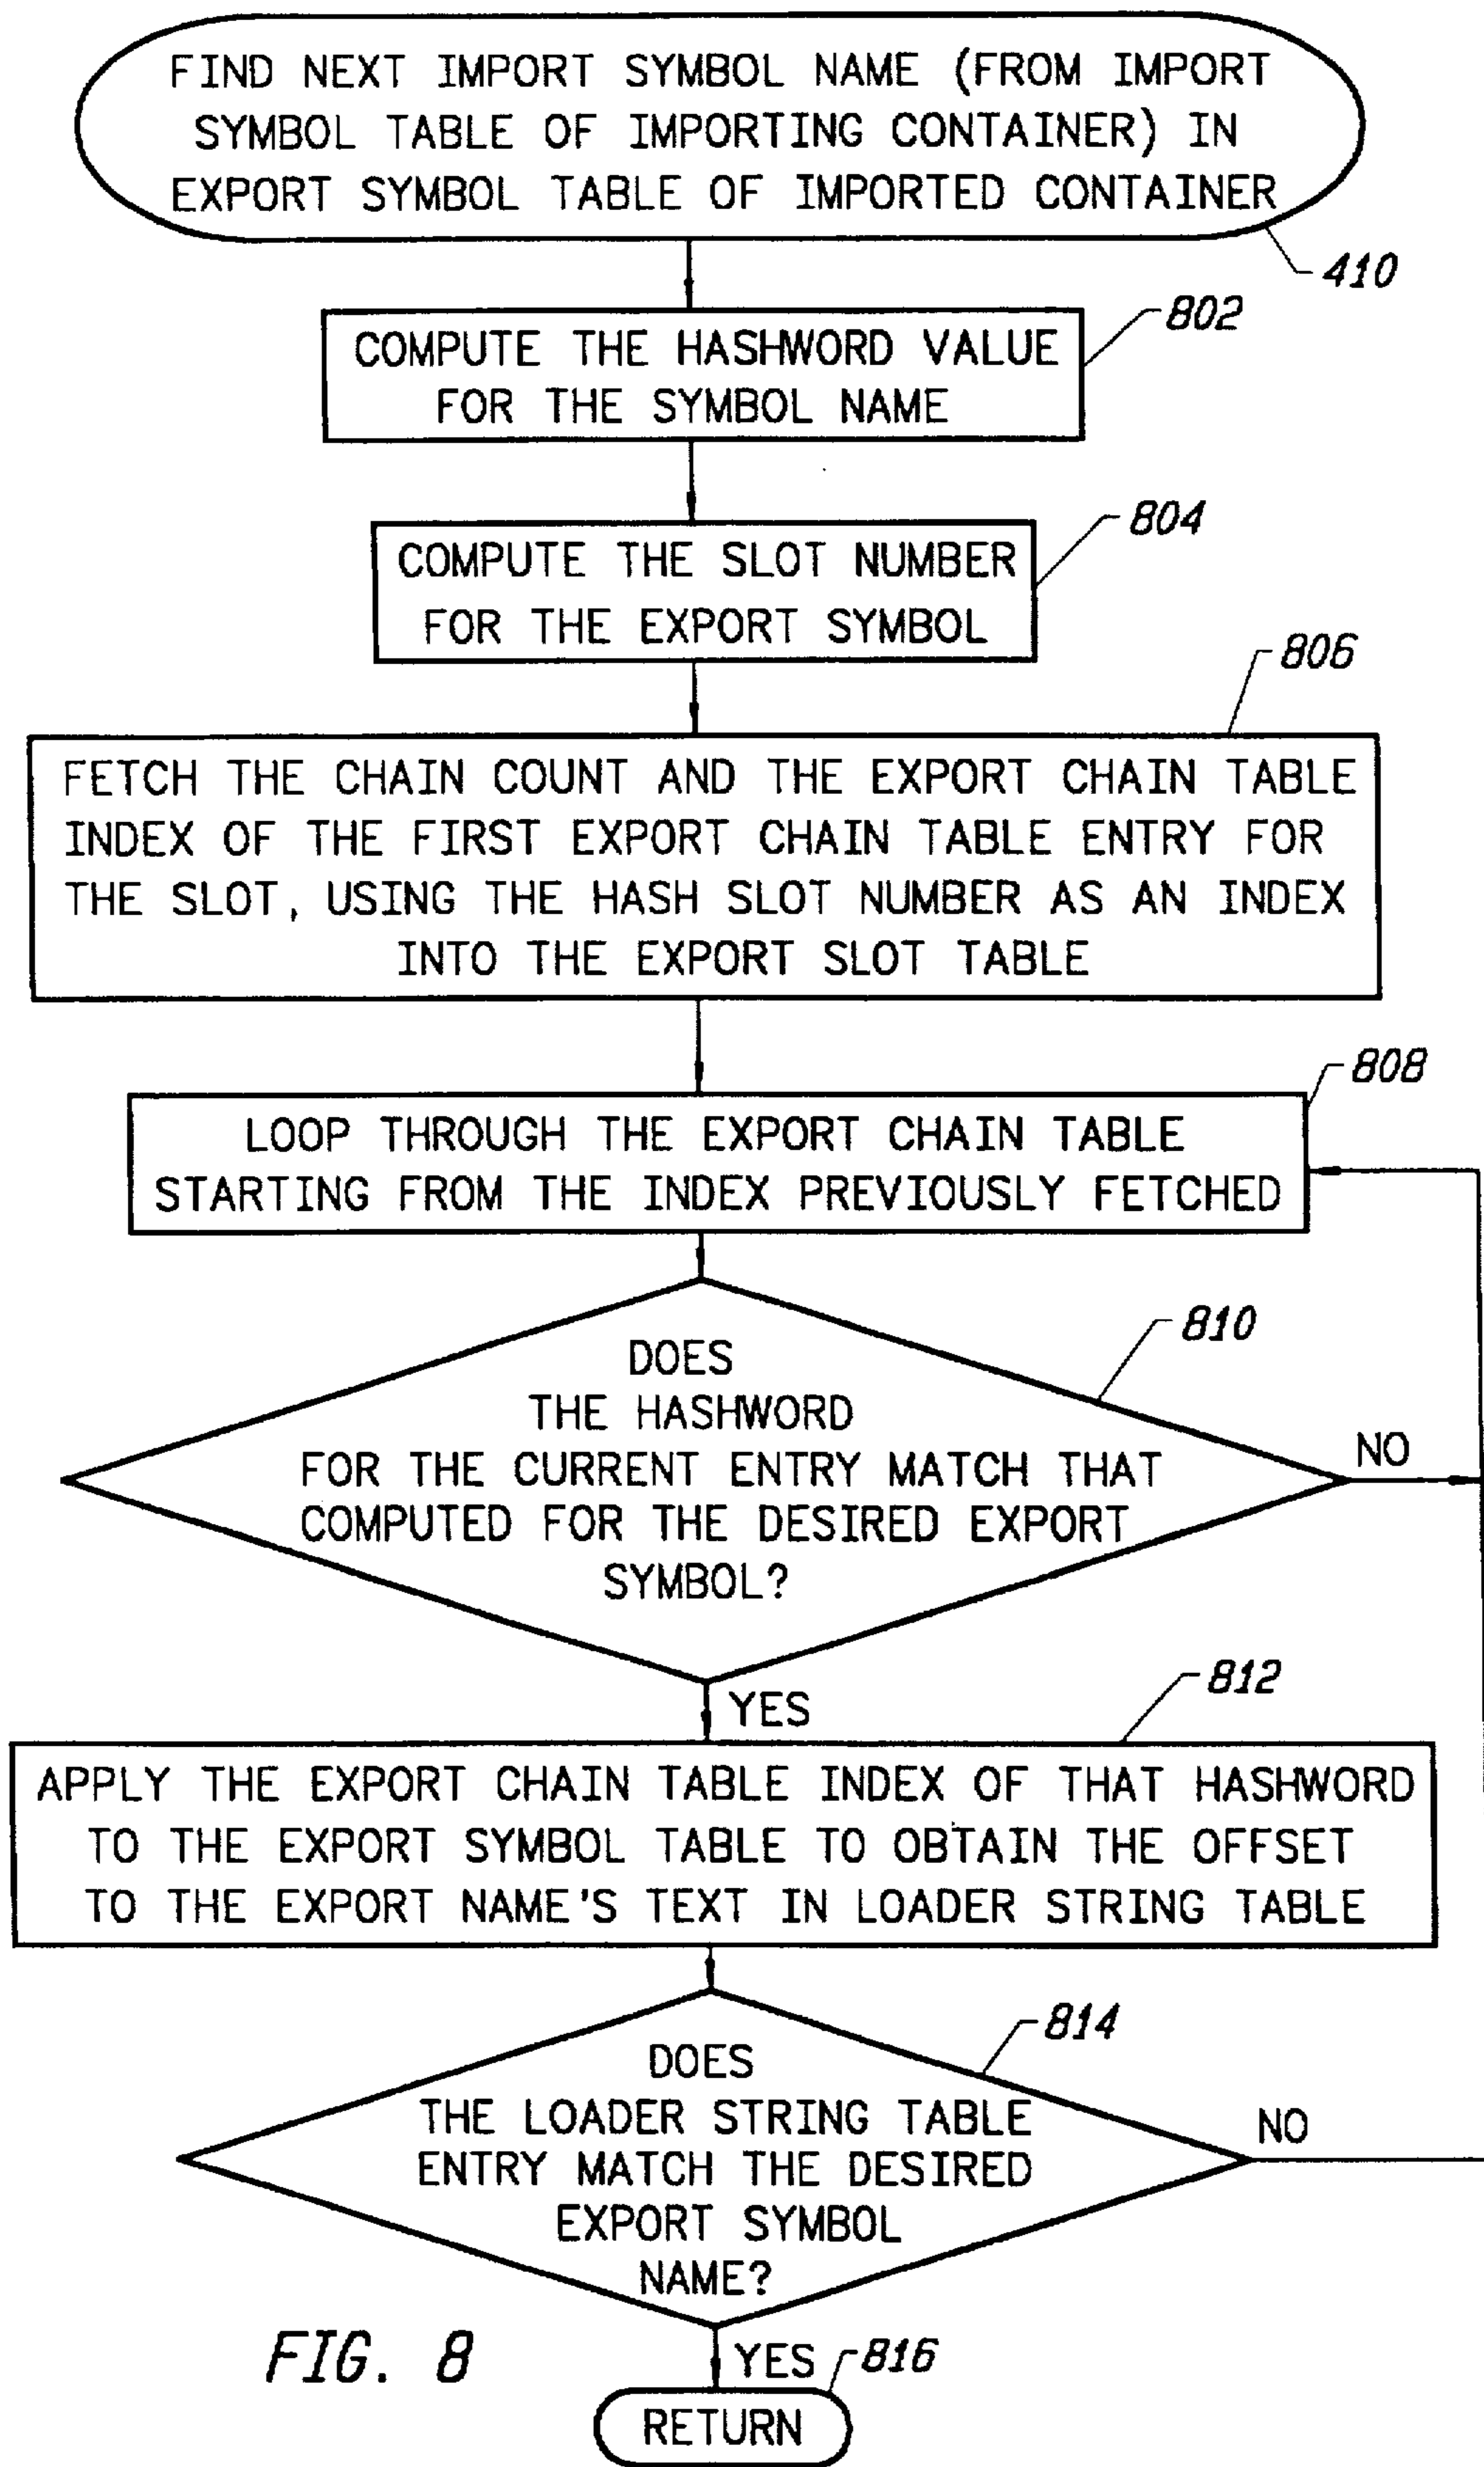 FIND NEXT IMPORT SYMBOL NAME (FROM IMPORT
SYMBOL TABLE OF IMPORTING CONTAINER) IN
EXPORT SYMBOL TABLE OF IMPORTED CONTAINER
410
802
COMPUTE THE HASHWORD VALUE
FOR THE SYMBOL NAME
804
COMPUTE THE SLOT NUMBER
FOR THE EXPORT SYMBOL
806
FETCH THE CHAIN COUNT AND THE EXPORT CHAIN TABLE
INDEX OF THE FIRST EXPORT CHAIN TABLE ENTRY FOR
THE SLOT, USING THE HASH SLOT NUMBER AS AN INDEX
INTO THE EXPORT SLOT TABLE
808
LOOP THROUGH THE EXPORT CHAIN TABLE
STARTING FROM THE INDEX PREVIOUSLY FETCHED
810
DOES
THE HASHWORD
FOR THE CURRENT ENTRY MATCH THAT
COMPUTED FOR THE DESIRED EXPORT
SYMBOL?
NO
YES
812
APPLY THE EXPORT CHAIN TABLE INDEX OF THAT HASHWORD
TO THE EXPORT SYMBOL TABLE TO OBTAIN THE OFFSET
TO THE EXPORT NAME'S TEXT IN LOADER STRING TABLE
814
DOES
THE LOADER STRING TABLE
ENTRY MATCH THE DESIRED
EXPORT SYMBOL
NAME?
NO
YES
816
RETURN
FIG. 8